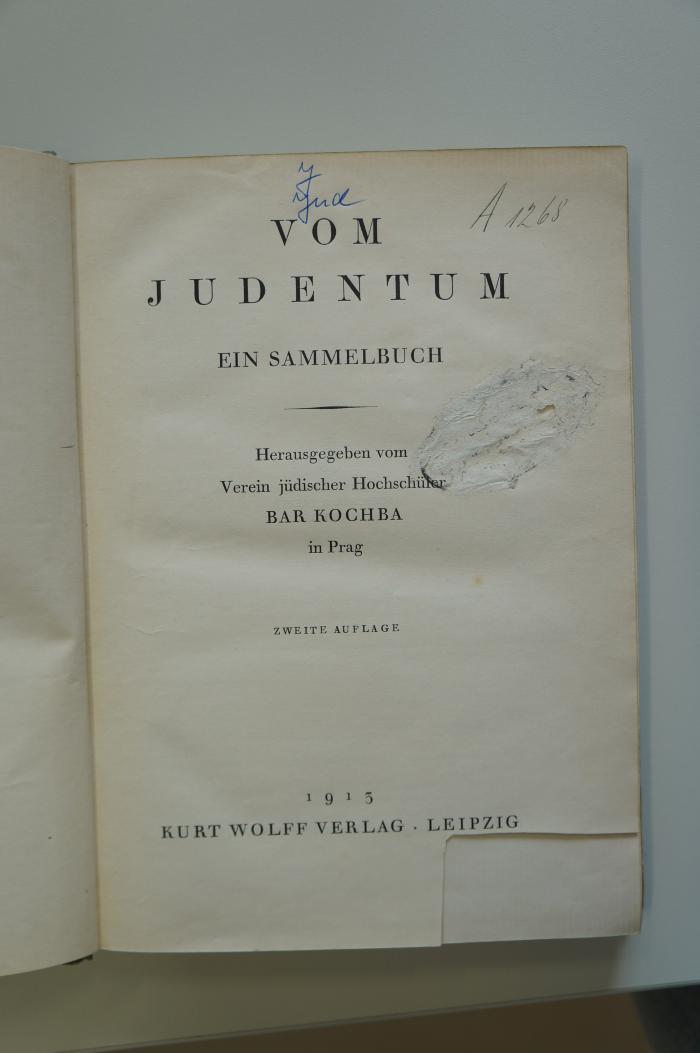 Jud
A 1268
VOM
JUDENTUM
EIN SAMMELBUCH
Herausgegeben vom
Verein jüdischer Hochschüler
BAR KOCHBA
in Prag
ZWEITE AUFLAGE
1913
KURT WOLFF VERLAG · LEIPZIG